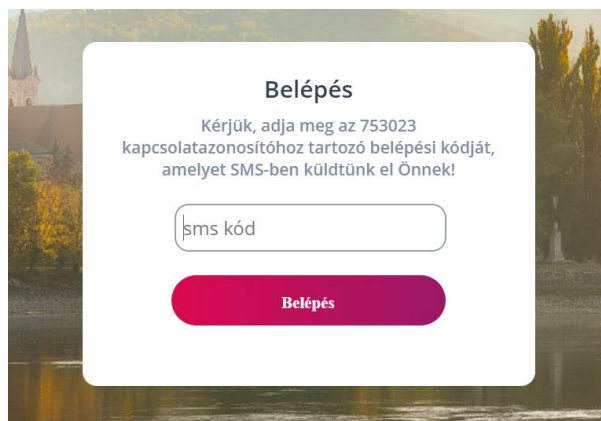 Belépés
Kérjük, adja meg az 753023
kapcsolatazonosítóhoz tartozó belépési kódját,
amelyet SMS-ben küldtünk el Önnek!
sms kód
Belépés